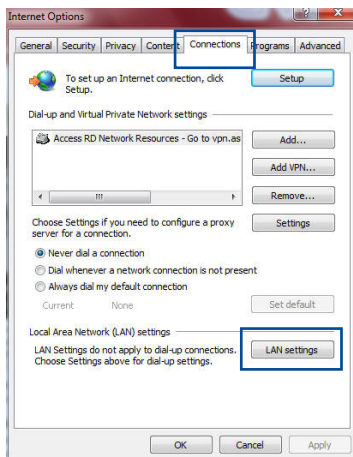 Internet Options
General Security Privacy Content Connections Programs Advanced
To set up an Internet connection, click
Setup.
Setup
Dial-up and Virtual Private Network settings
Access RD Network Resources - Go to vpn.as
Add...
Add VPN...
Remove...
Choose Settings if you need to configure a proxy
server for a connection.
Settings
Never dial a connection
Dial whenever a network connection is not present
Always dial my default connection
Current None
Set default
Local Area Network (LAN) settings
LAN Settings do not apply to dial-up connections.
Choose Settings above for dial-up settings.
LAN settings
OK Cancel Apply